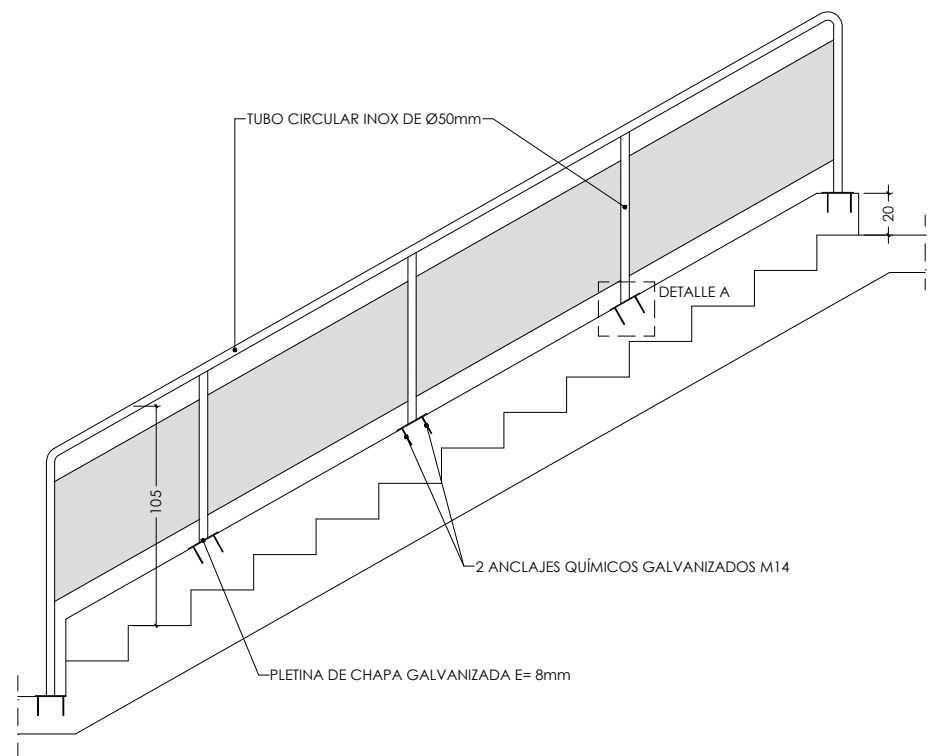 TUBO CIRCULAR INOX DE Ø50mm
20
DETALLE A
105
2 ANCLAJES QUÍMICOS GALVANIZADOS M14
PLETINA DE CHAPA GALVANIZADA E= 8mm